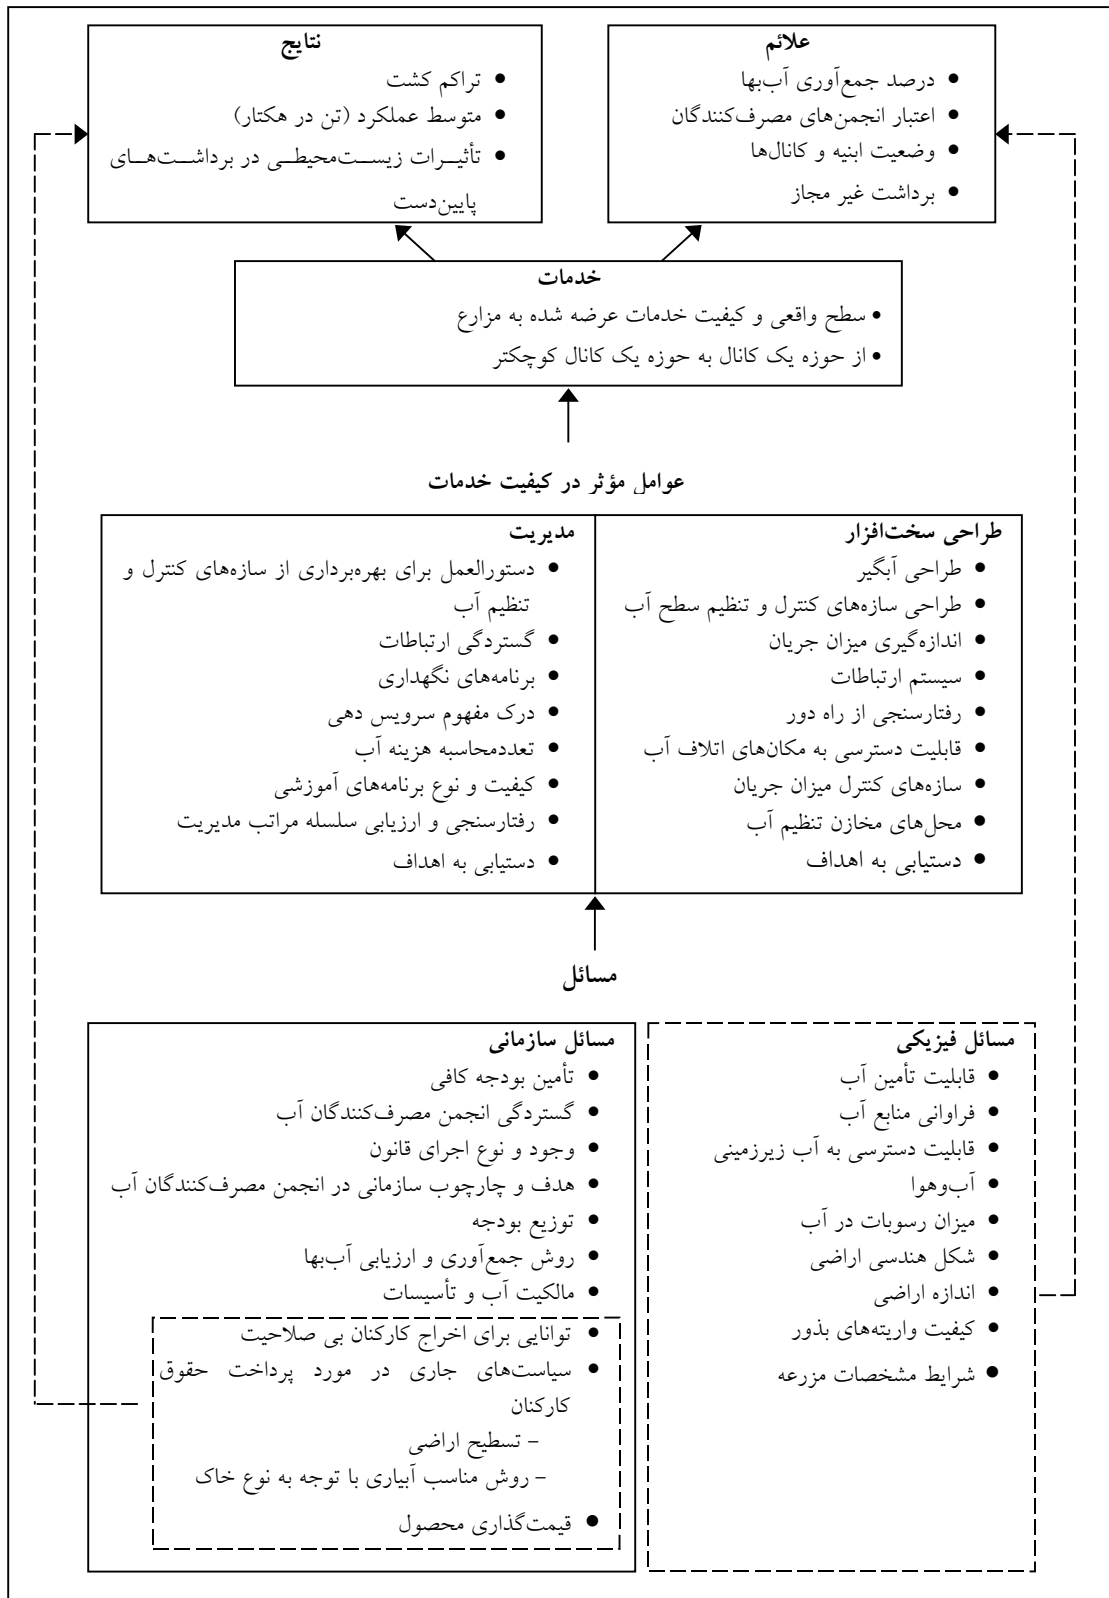 علائم
• درصد جمع‌آوری آب‌بها
• اعتبار انجمن‌های مصرف‌کنندگان
• وضعیت ابنیه و کانال‌ها
• برداشت غیر مجاز
نتایج
• تراکم کشت
• متوسط عملکرد (تن در هکتار)
• تأثیـرات زیسـت‌محیطـی در برداشـت‌هـای
پایین‌دست
خدمات
• سطح واقعی و کیفیت خدمات عرضه شده به مزارع
• از حوزه یک کانال به حوزه یک کانال کوچکتر
عوامل مؤثر در کیفیت خدمات
طراحی سخت‌افزار
• طراحی آبگیر
• طراحی سازه‌های کنترل و تنظیم سطح آب
• اندازه‌گیری میزان جریان
• سیستم ارتباطات
• رفتارسنجی از راه دور
• قابلیت دسترسی به مکان‌های اتلاف آب
• سازه‌های کنترل میزان جریان
• محل‌های مخازن تنظیم آب
• دستیابی به اهداف
مدیریت
• دستورالعمل برای بهره‌برداری از سازه‌های کنترل و
تنظیم آب
• گستردگی ارتباطات
• برنامه‌های نگهداری
• درک مفهوم سرویس دهی
• تعددمحاسبه هزینه آب
• کیفیت و نوع برنامه‌های آموزشی
• رفتارسنجی و ارزیابی سلسله مراتب مدیریت
• دستیابی به اهداف
مسائل
مسائل فیزیکی
• قابلیت تأمین آب
• فراوانی منابع آب
• قابلیت دسترسی به آب زیرزمینی
• آب‌وهوا
• میزان رسوبات در آب
• شکل هندسی اراضی
• اندازه اراضی
• کیفیت واریته‌های بذور
• شرایط مشخصات مزرعه
مسائل سازمانی
• تأمین بودجه کافی
• گستردگی انجمن مصرف‌کنندگان آب
• وجود و نوع اجرای قانون
• هدف و چارچوب سازمانی در انجمن مصرف‌کنندگان آب
• توزیع بودجه
• روش جمع‌آوری و ارزیابی آب‌بها
• مالکیت آب و تأسیسات
• توانایی برای اخراج کارکنان بی صلاحیت
• سیاست‌های جاری در مورد پرداخت حقوق
کارکنان
– تسطیح اراضی
– روش مناسب آبیاری با توجه به نوع خاک
• قیمت‌گذاری محصول